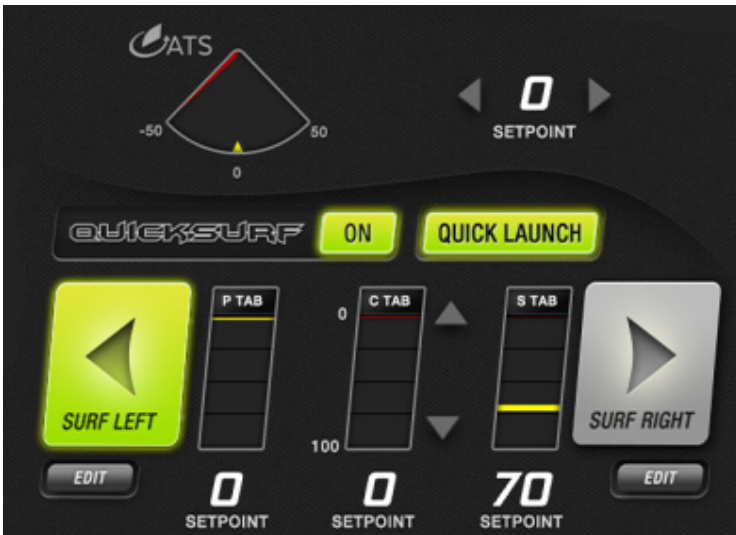 ATS
-50
50
0
0
SETPOINT
QUICKSURF
ON
QUICK LAUNCH
P TAB
C TAB
S TAB
0
100
SURF LEFT
SURF RIGHT
EDIT
EDIT
0
0
70
SETPOINT
SETPOINT
SETPOINT